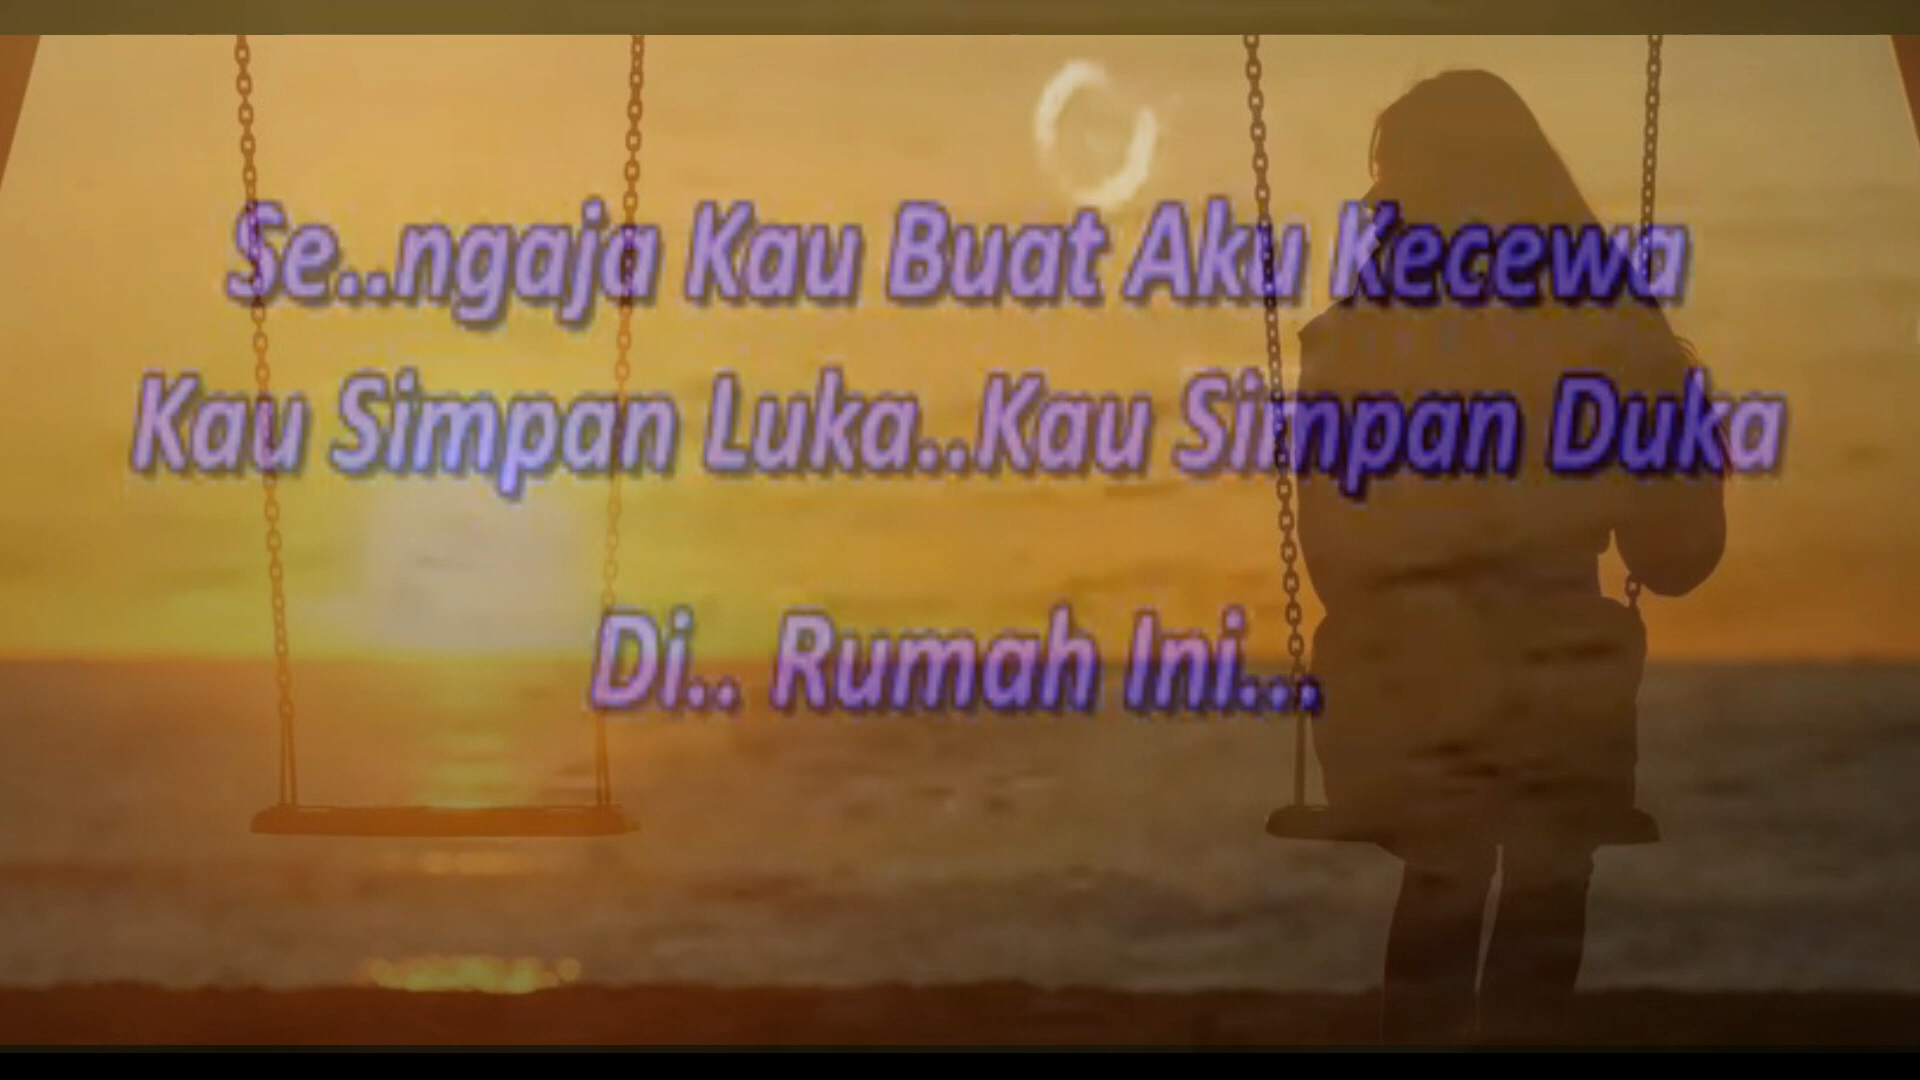 Se..ngaja Kau Buat Aku Kecewa
Kau Simpan Luka..Kau Simpan Duka
Di.. Rumah Ini...